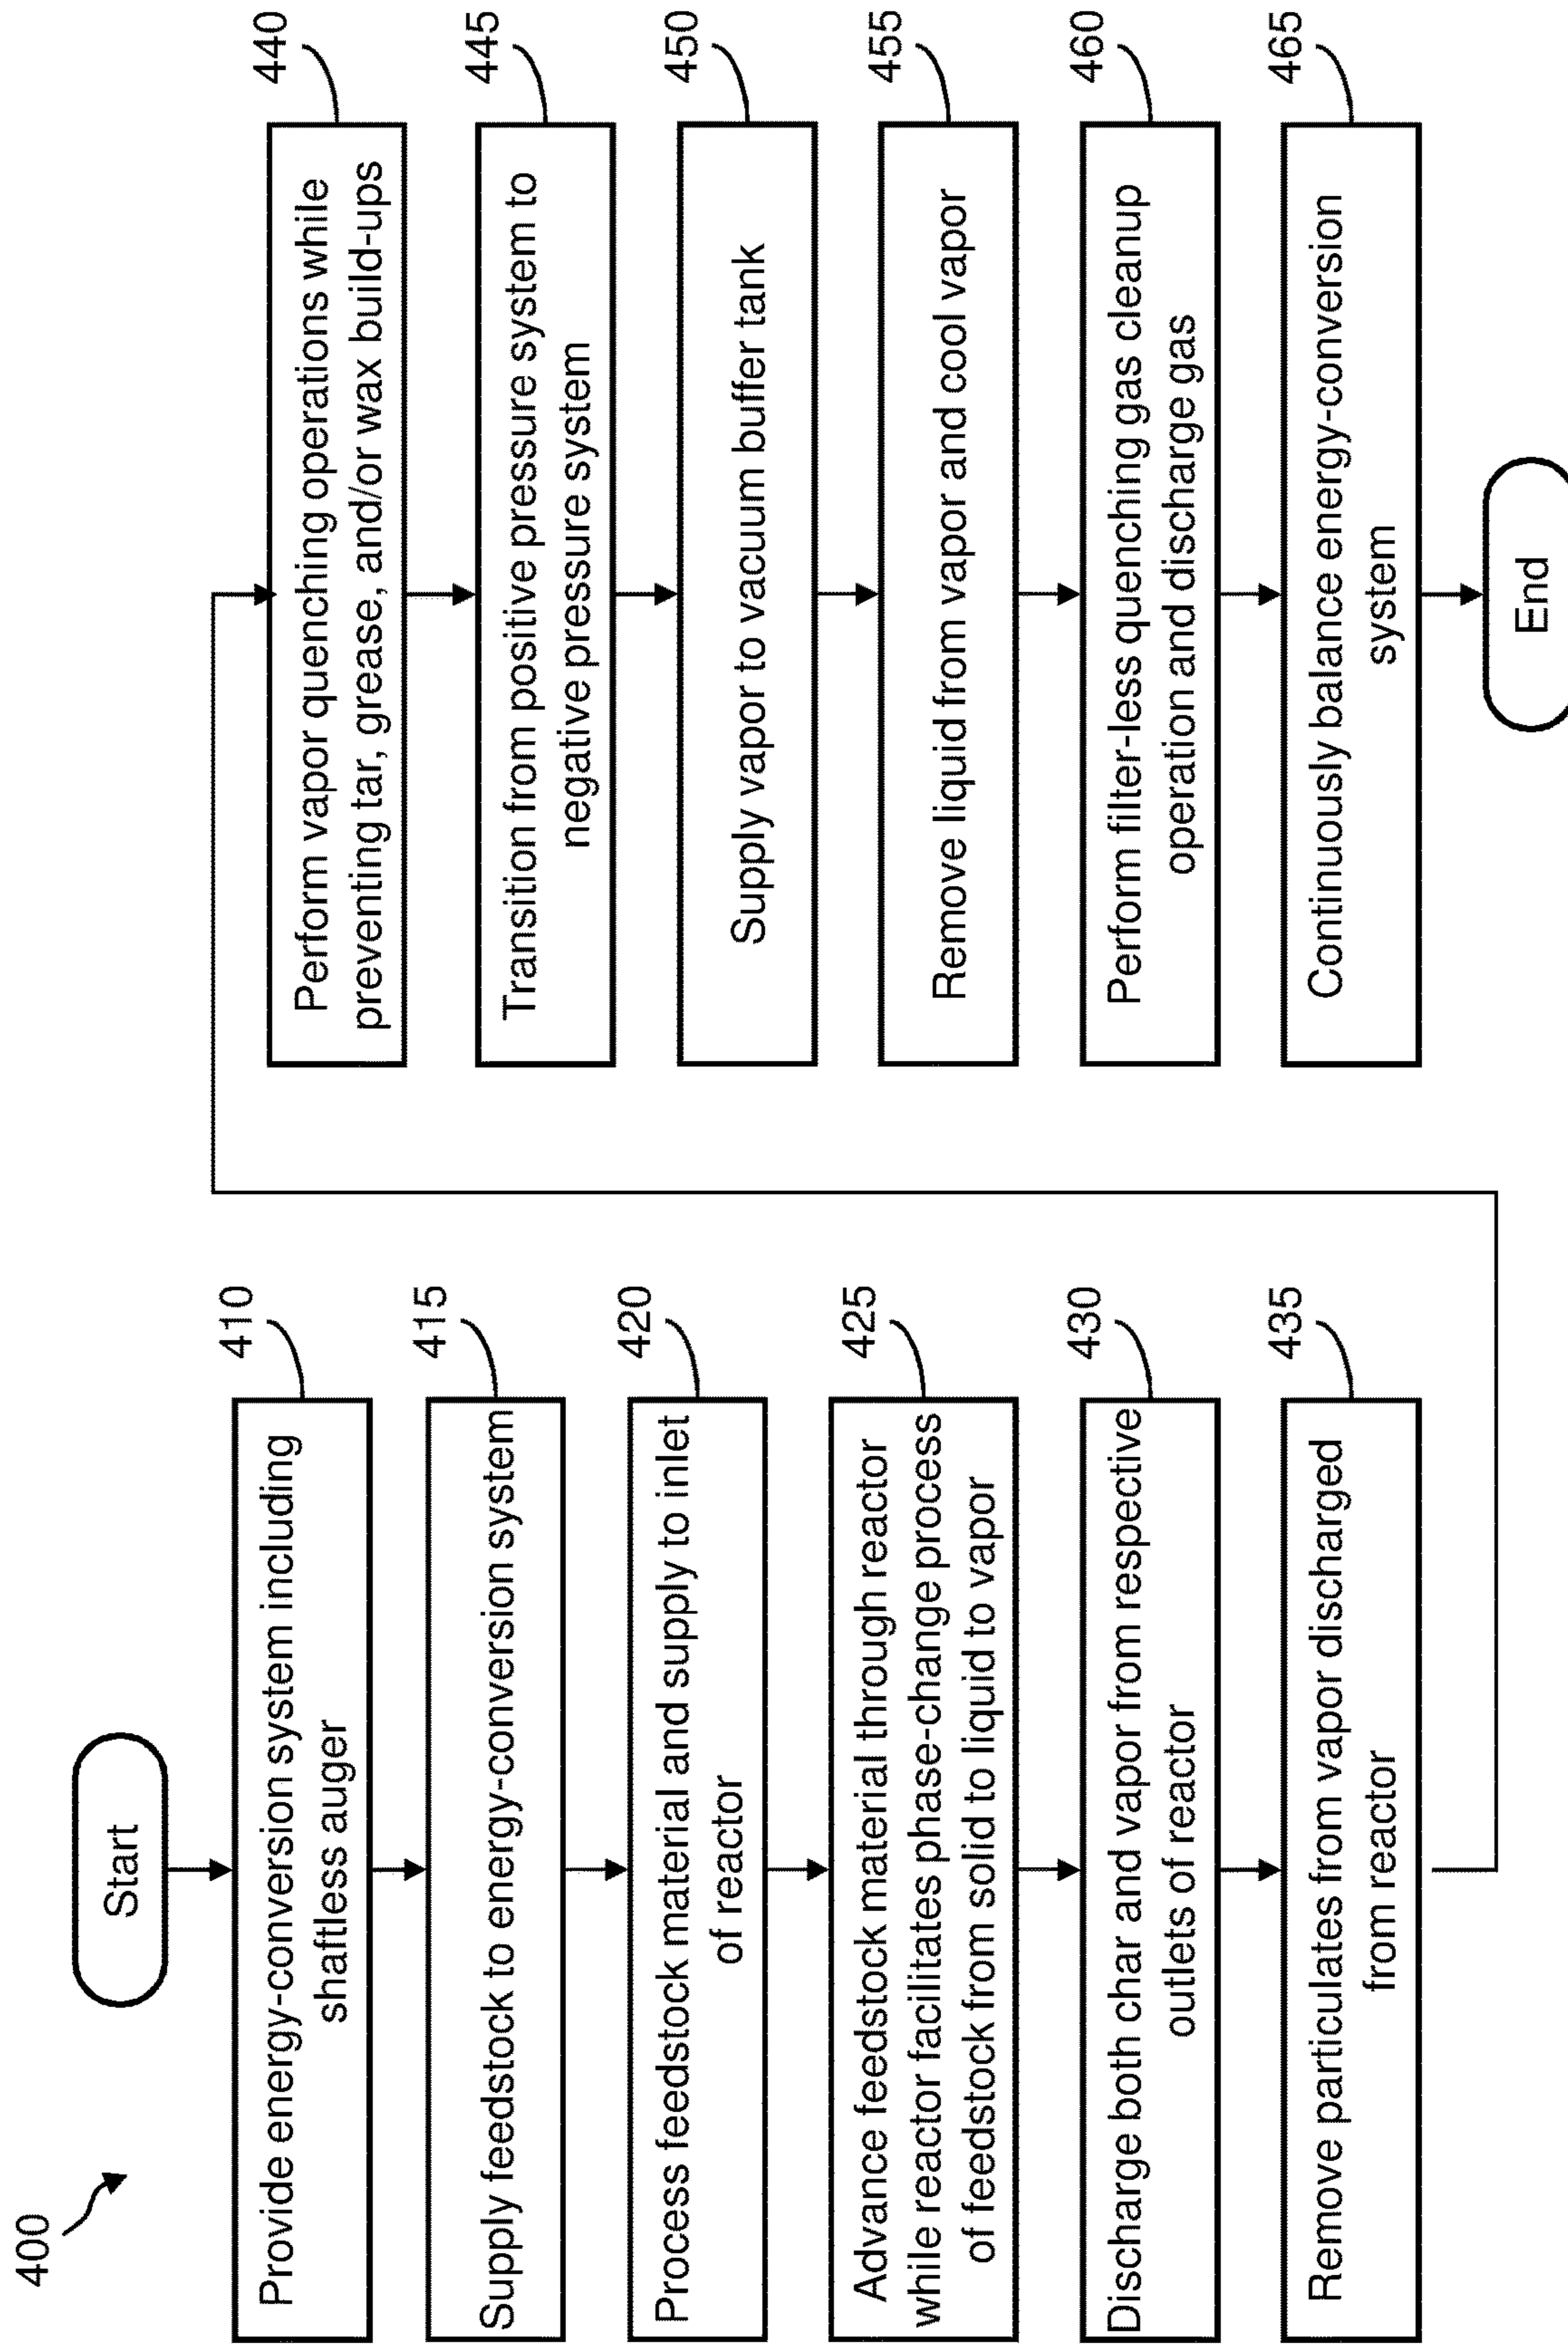 400
Start
410
Provide energy-conversion system including
shaftless auger
415
Supply feedstock to energy-conversion system
420
Process feedstock material and supply to inlet
of reactor
425
Advance feedstock material through reactor
while reactor facilitates phase-change process
of feedstock from solid to liquid to vapor
430
Discharge both char and vapor from respective
outlets of reactor
435
Remove particulates from vapor discharged
from reactor
440
Perform vapor quenching operations while
preventing tar, grease, and/or wax build-ups
445
Transition from positive pressure system to
negative pressure system
450
Supply vapor to vacuum buffer tank
455
Remove liquid from vapor and cool vapor
460
Perform filter-less quenching gas cleanup
operation and discharge gas
465
Continuously balance energy-conversion
system
End